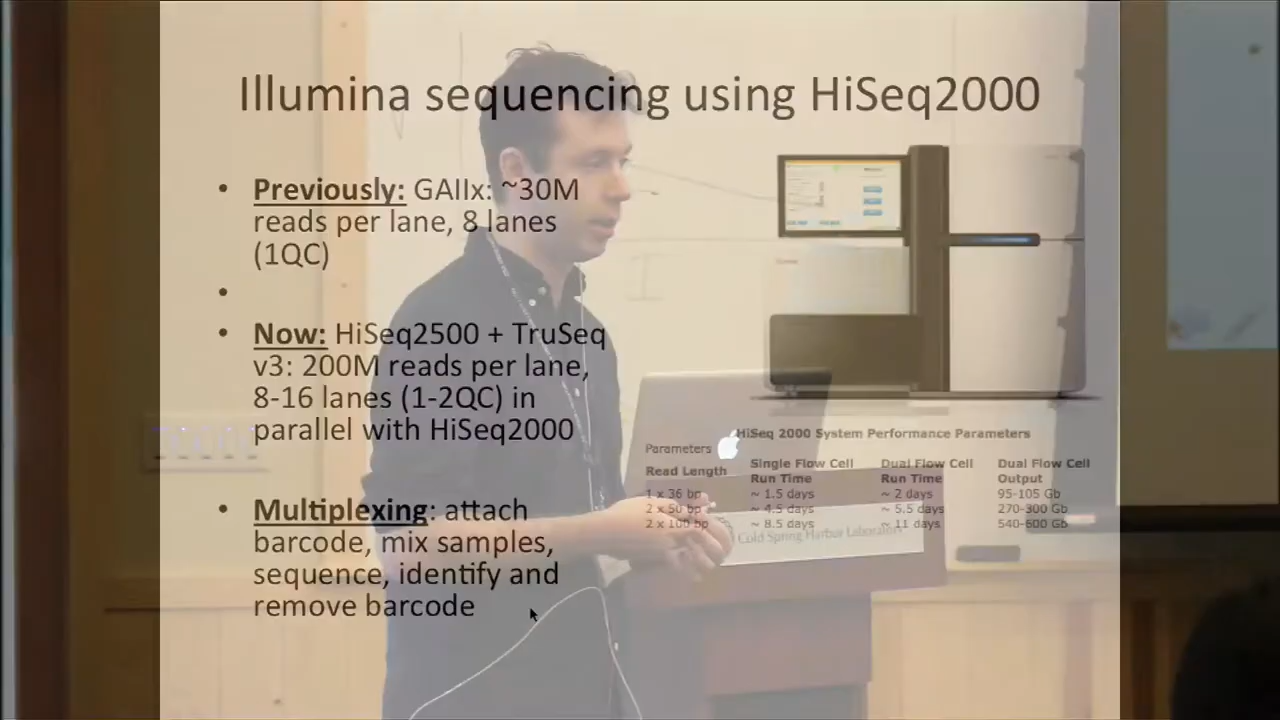 Illumina sequencing using HiSeq2000
• Previously: GAIIx: ~30M
reads per lane, 8 lanes
(1QC)
•
• Now: HiSeq2500 + TruSeq
v3: 200M reads per lane,
8-16 lanes (1-2QC) in
parallel with HiSeq2000
• Multiplexing: attach
barcode, mix samples,
sequence, identify and
remove barcode
HiSeq 2000 System Performance Parameters
Parameters
Read Length Single Flow Cell Run Time Dual Flow Cell Run Time Dual Flow Cell Output
1 x 36 bp ~ 1.5 days ~ 2 days 95-105 Gb
2 x 50 bp ~ 4.5 days ~ 5.5 days 270-300 Gb
2 x 100 bp ~ 8.5 days ~ 11 days 540-600 Gb
Cold Spring Harbor Laboratory